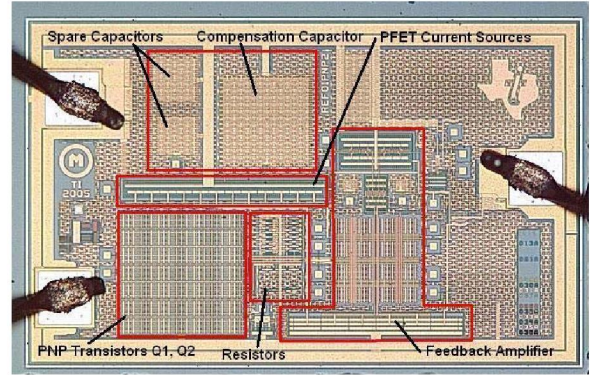 Spare Capacitors
Compensation Capacitor
PFET Current Sources
M
TI
2005
PNP Transistors Q1, Q2
Resistors
Feedback Amplifier